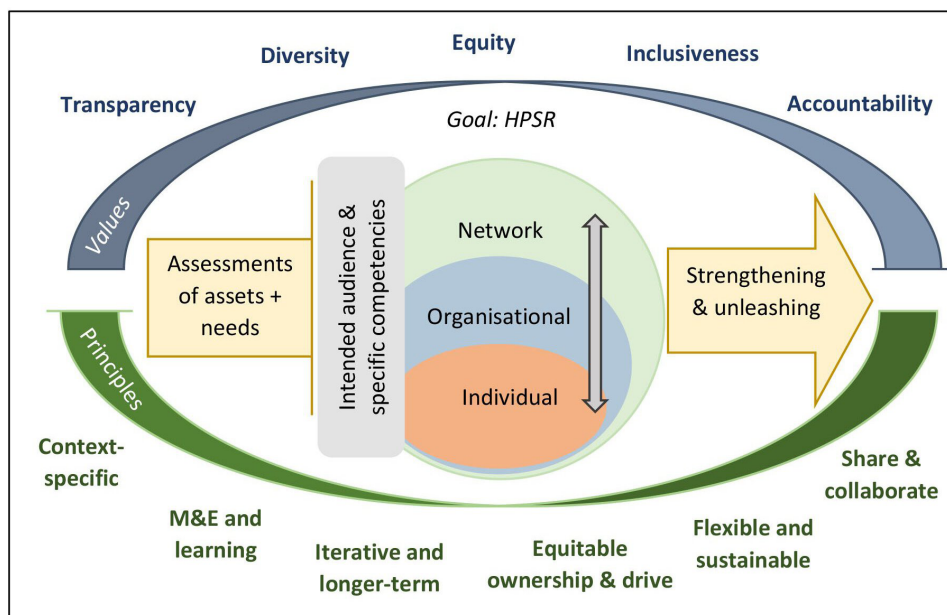 Transparency
Diversity
Equity
Inclusiveness
Accountability
Goal: HPSR
Values
Assessments
of assets +
needs
Intended audience &
specific competencies
Network
Organisational
Individual
Strengthening
& unleashing
Principles
Context-
specific
M&E and
learning
Iterative and
longer-term
Equitable
ownership & drive
Flexible and
sustainable
Share &
collaborate